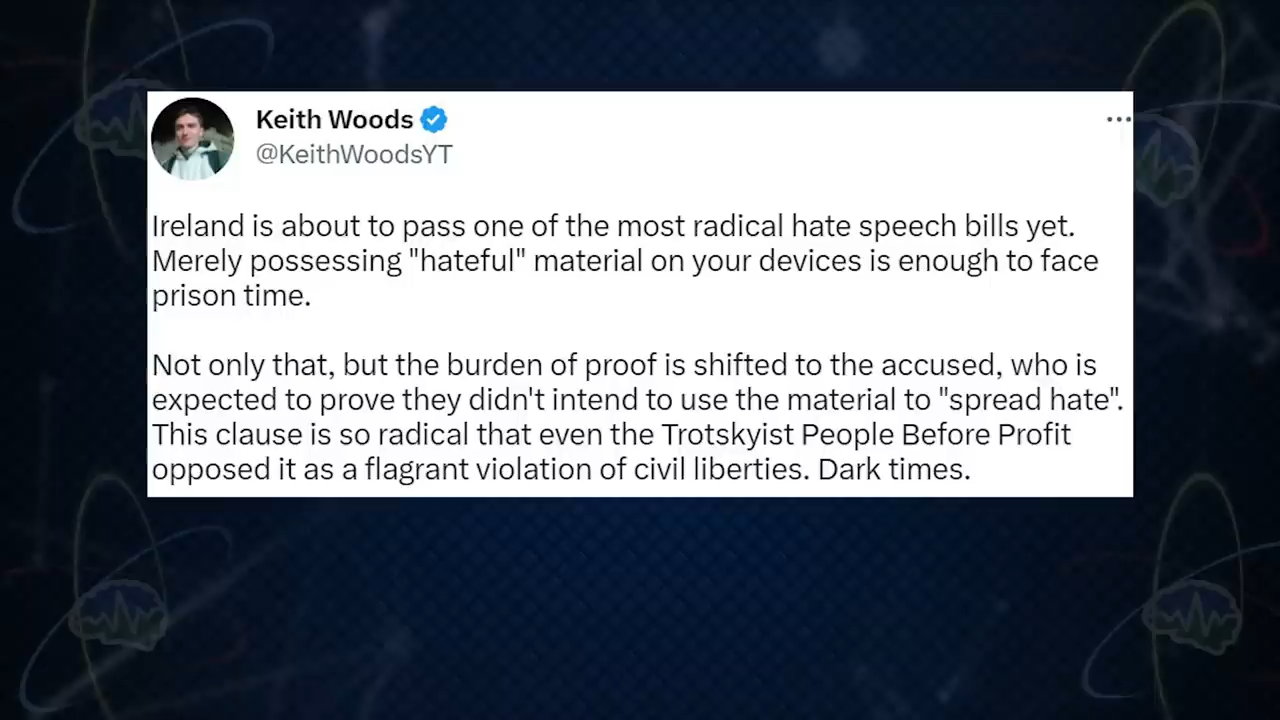 Keith Woods
@KeithWoodsYT
Ireland is about to pass one of the most radical hate speech bills yet.
Merely possessing "hateful" material on your devices is enough to face
prison time.
Not only that, but the burden of proof is shifted to the accused, who is
expected to prove they didn't intend to use the material to "spread hate".
This clause is so radical that even the Trotskyist People Before Profit
opposed it as a flagrant violation of civil liberties. Dark times.